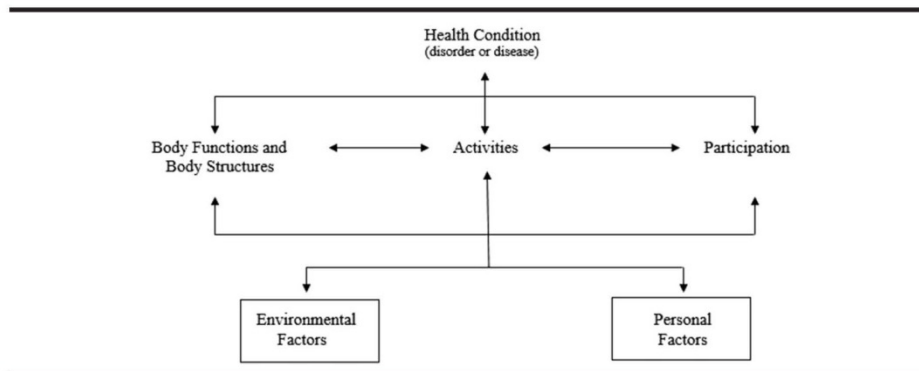 Health Condition
(disorder or disease)
Body Functions and
Body Structures
Activities
Participation
Environmental
Factors
Personal
Factors